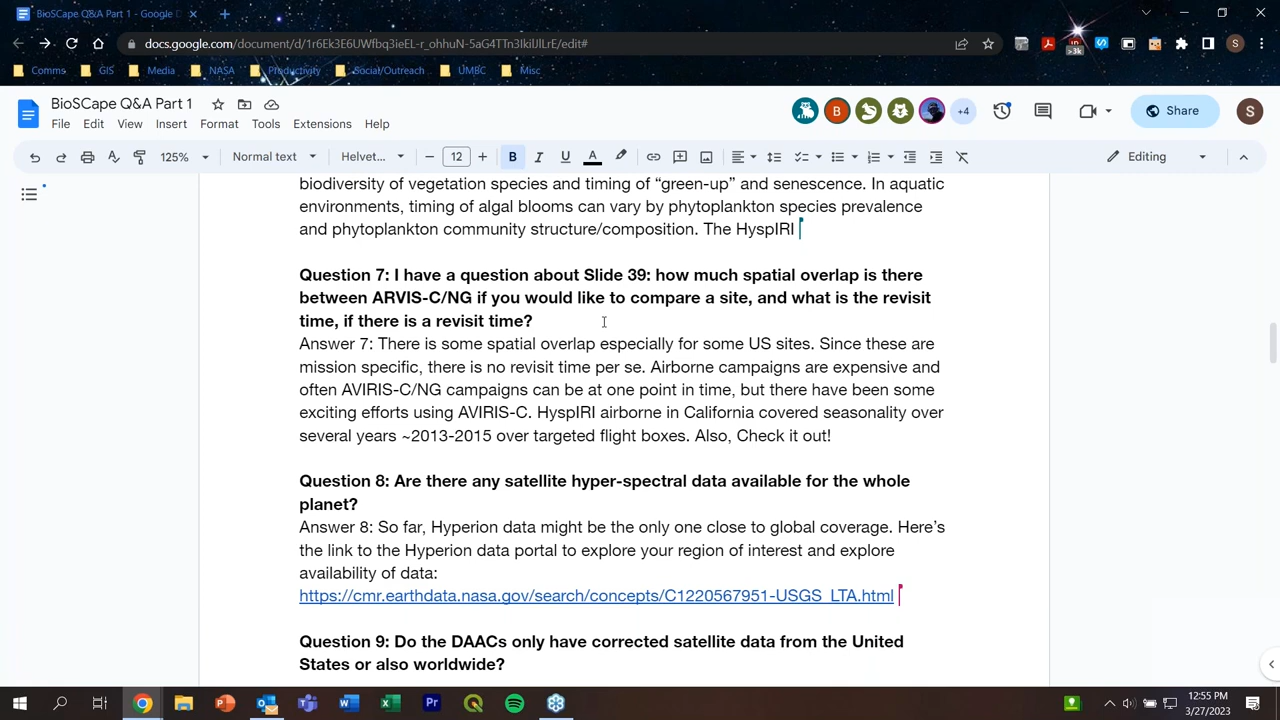 BioSCape Q&A Part 1 - Google D
docs.google.com/document/d/1r6Ek3E6UWfbq3ieEL-r_ohhuN-5aG4TTn3IkilJILrE/edit#
>3k
S
Comms
GIS
Media
NASA
Productivity
Social/Outreach
UMBC
Misc
BioSCape Q&A Part 1
B
+4
Share
S
File
Edit
View
Insert
Format
Tools
Extensions
Help
125%
Normal text
Helvet...
12
B
I
U
A
Editing
biodiversity of vegetation species and timing of “green-up” and senescence. In aquatic
environments, timing of algal blooms can vary by phytoplankton species prevalence
and phytoplankton community structure/composition. The HyspIRI
Question 7: I have a question about Slide 39: how much spatial overlap is there
between ARVIS-C/NG if you would like to compare a site, and what is the revisit
time, if there is a revisit time?
Answer 7: There is some spatial overlap especially for some US sites. Since these are
mission specific, there is no revisit time per se. Airborne campaigns are expensive and
often AVIRIS-C/NG campaigns can be at one point in time, but there have been some
exciting efforts using AVIRIS-C. HyspIRI airborne in California covered seasonality over
several years ~2013-2015 over targeted flight boxes. Also, Check it out!
Question 8: Are there any satellite hyper-spectral data available for the whole
planet?
Answer 8: So far, Hyperion data might be the only one close to global coverage. Here’s
the link to the Hyperion data portal to explore your region of interest and explore
availability of data:
https://cmr.earthdata.nasa.gov/search/concepts/C1220567951-USGS_LTA.html
Question 9: Do the DAACs only have corrected satellite data from the United
States or also worldwide?
12:55 PM
3/27/2023